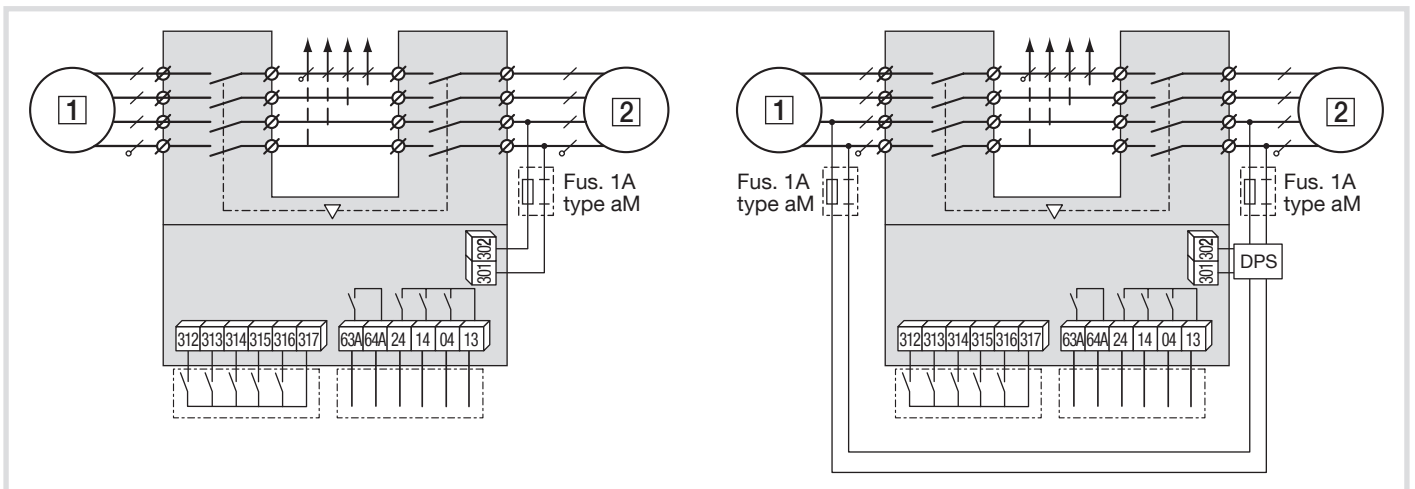 1
2
Fus. 1A
type aM
302
301
312 313 314 315 316 317
63A 64A 24 14 04 13
1
2
Fus. 1A
type aM
Fus. 1A
type aM
302
301
DPS
312 313 314 315 316 317
63A 64A 24 14 04 13